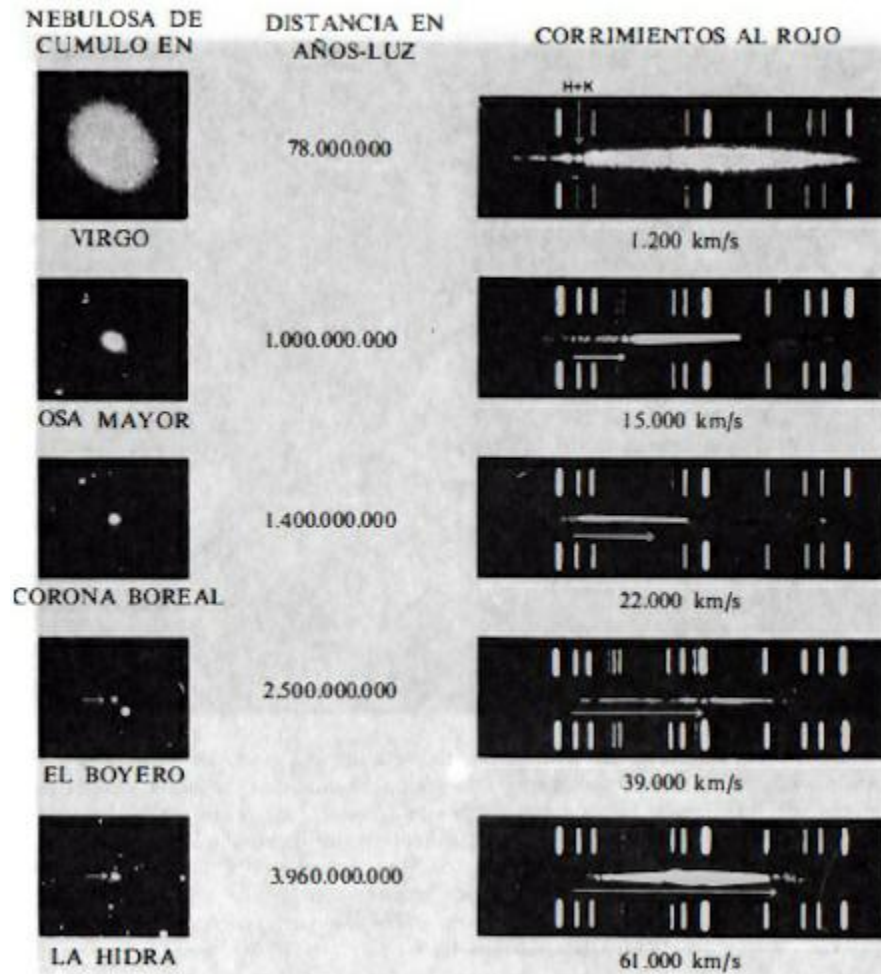 NEBULOSA DE
CUMULO EN
DISTANCIA EN
AÑOS-LUZ
CORRIMIENTOS AL ROJO
H+K
78.000.000
VIRGO
1.200 km/s
1.000.000.000
OSA MAYOR
15.000 km/s
1.400.000.000
CORONA BOREAL
22.000 km/s
2.500.000.000
EL BOYERO
39.000 km/s
3.960.000.000
LA HIDRA
61.000 km/s